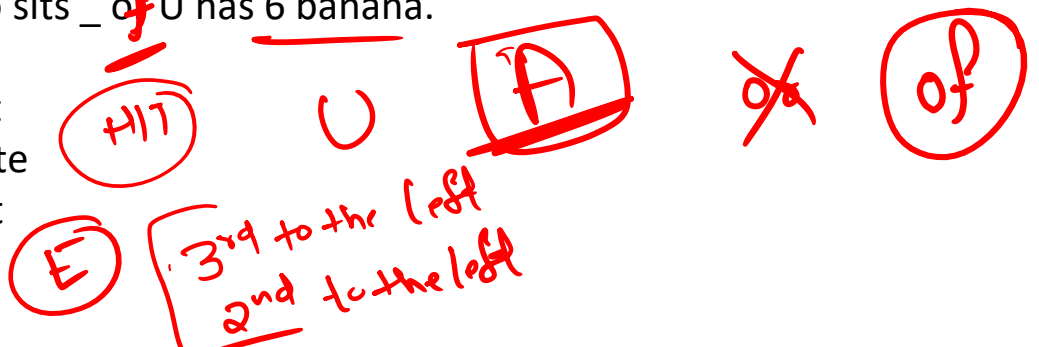 sits _ of U has 6 banana.
HIT U A of
te
E 3rd to the left
2nd to the left